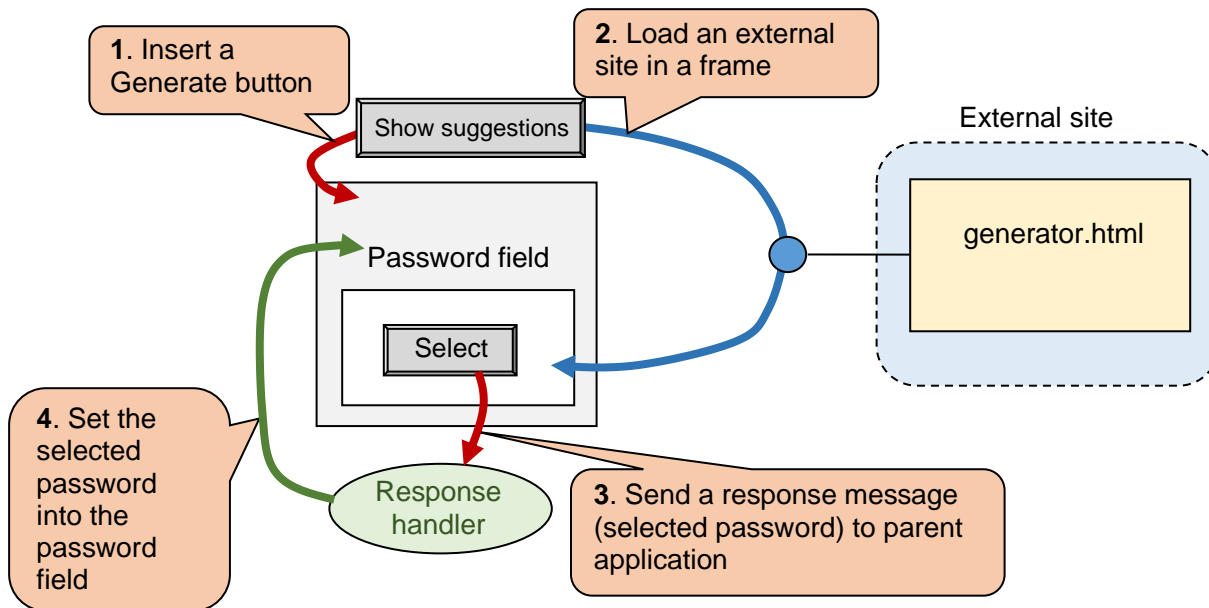 1. Insert a
Generate button
2. Load an external
site in a frame
Show suggestions
External site
generator.html
Password field
Select
4. Set the
selected
password
into the
password
field
Response
handler
3. Send a response message
(selected password) to parent
application